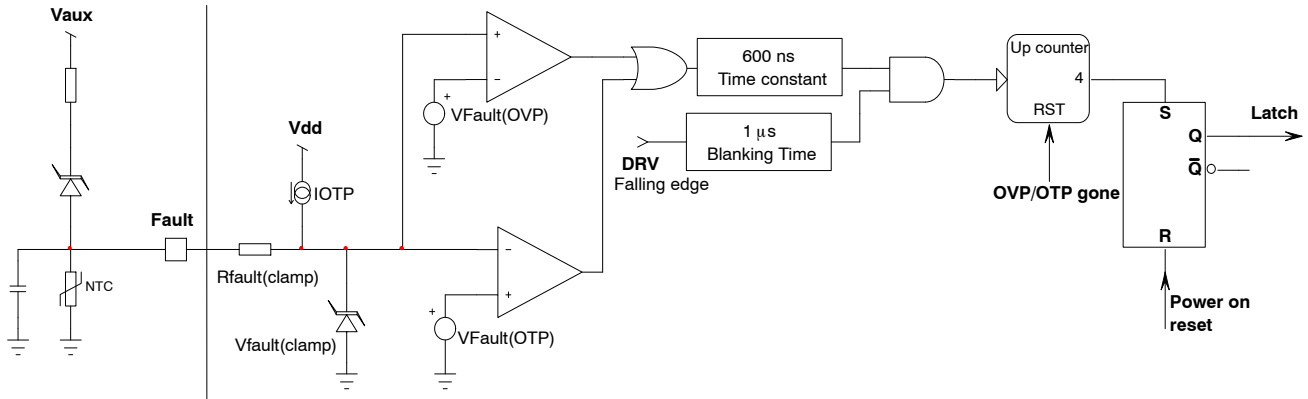 Vaux
Fault
NTC
Rfault(clamp)
Vfault(clamp)
Vdd
IOTP
+
−
+
VFault(OVP)
−
+
+
VFault(OTP)
600 ns
Time constant
1 μs
Blanking Time
DRV
Falling edge
Up counter
4
RST
OVP/OTP gone
S
Q
Q̅
R
Latch
Power on
reset